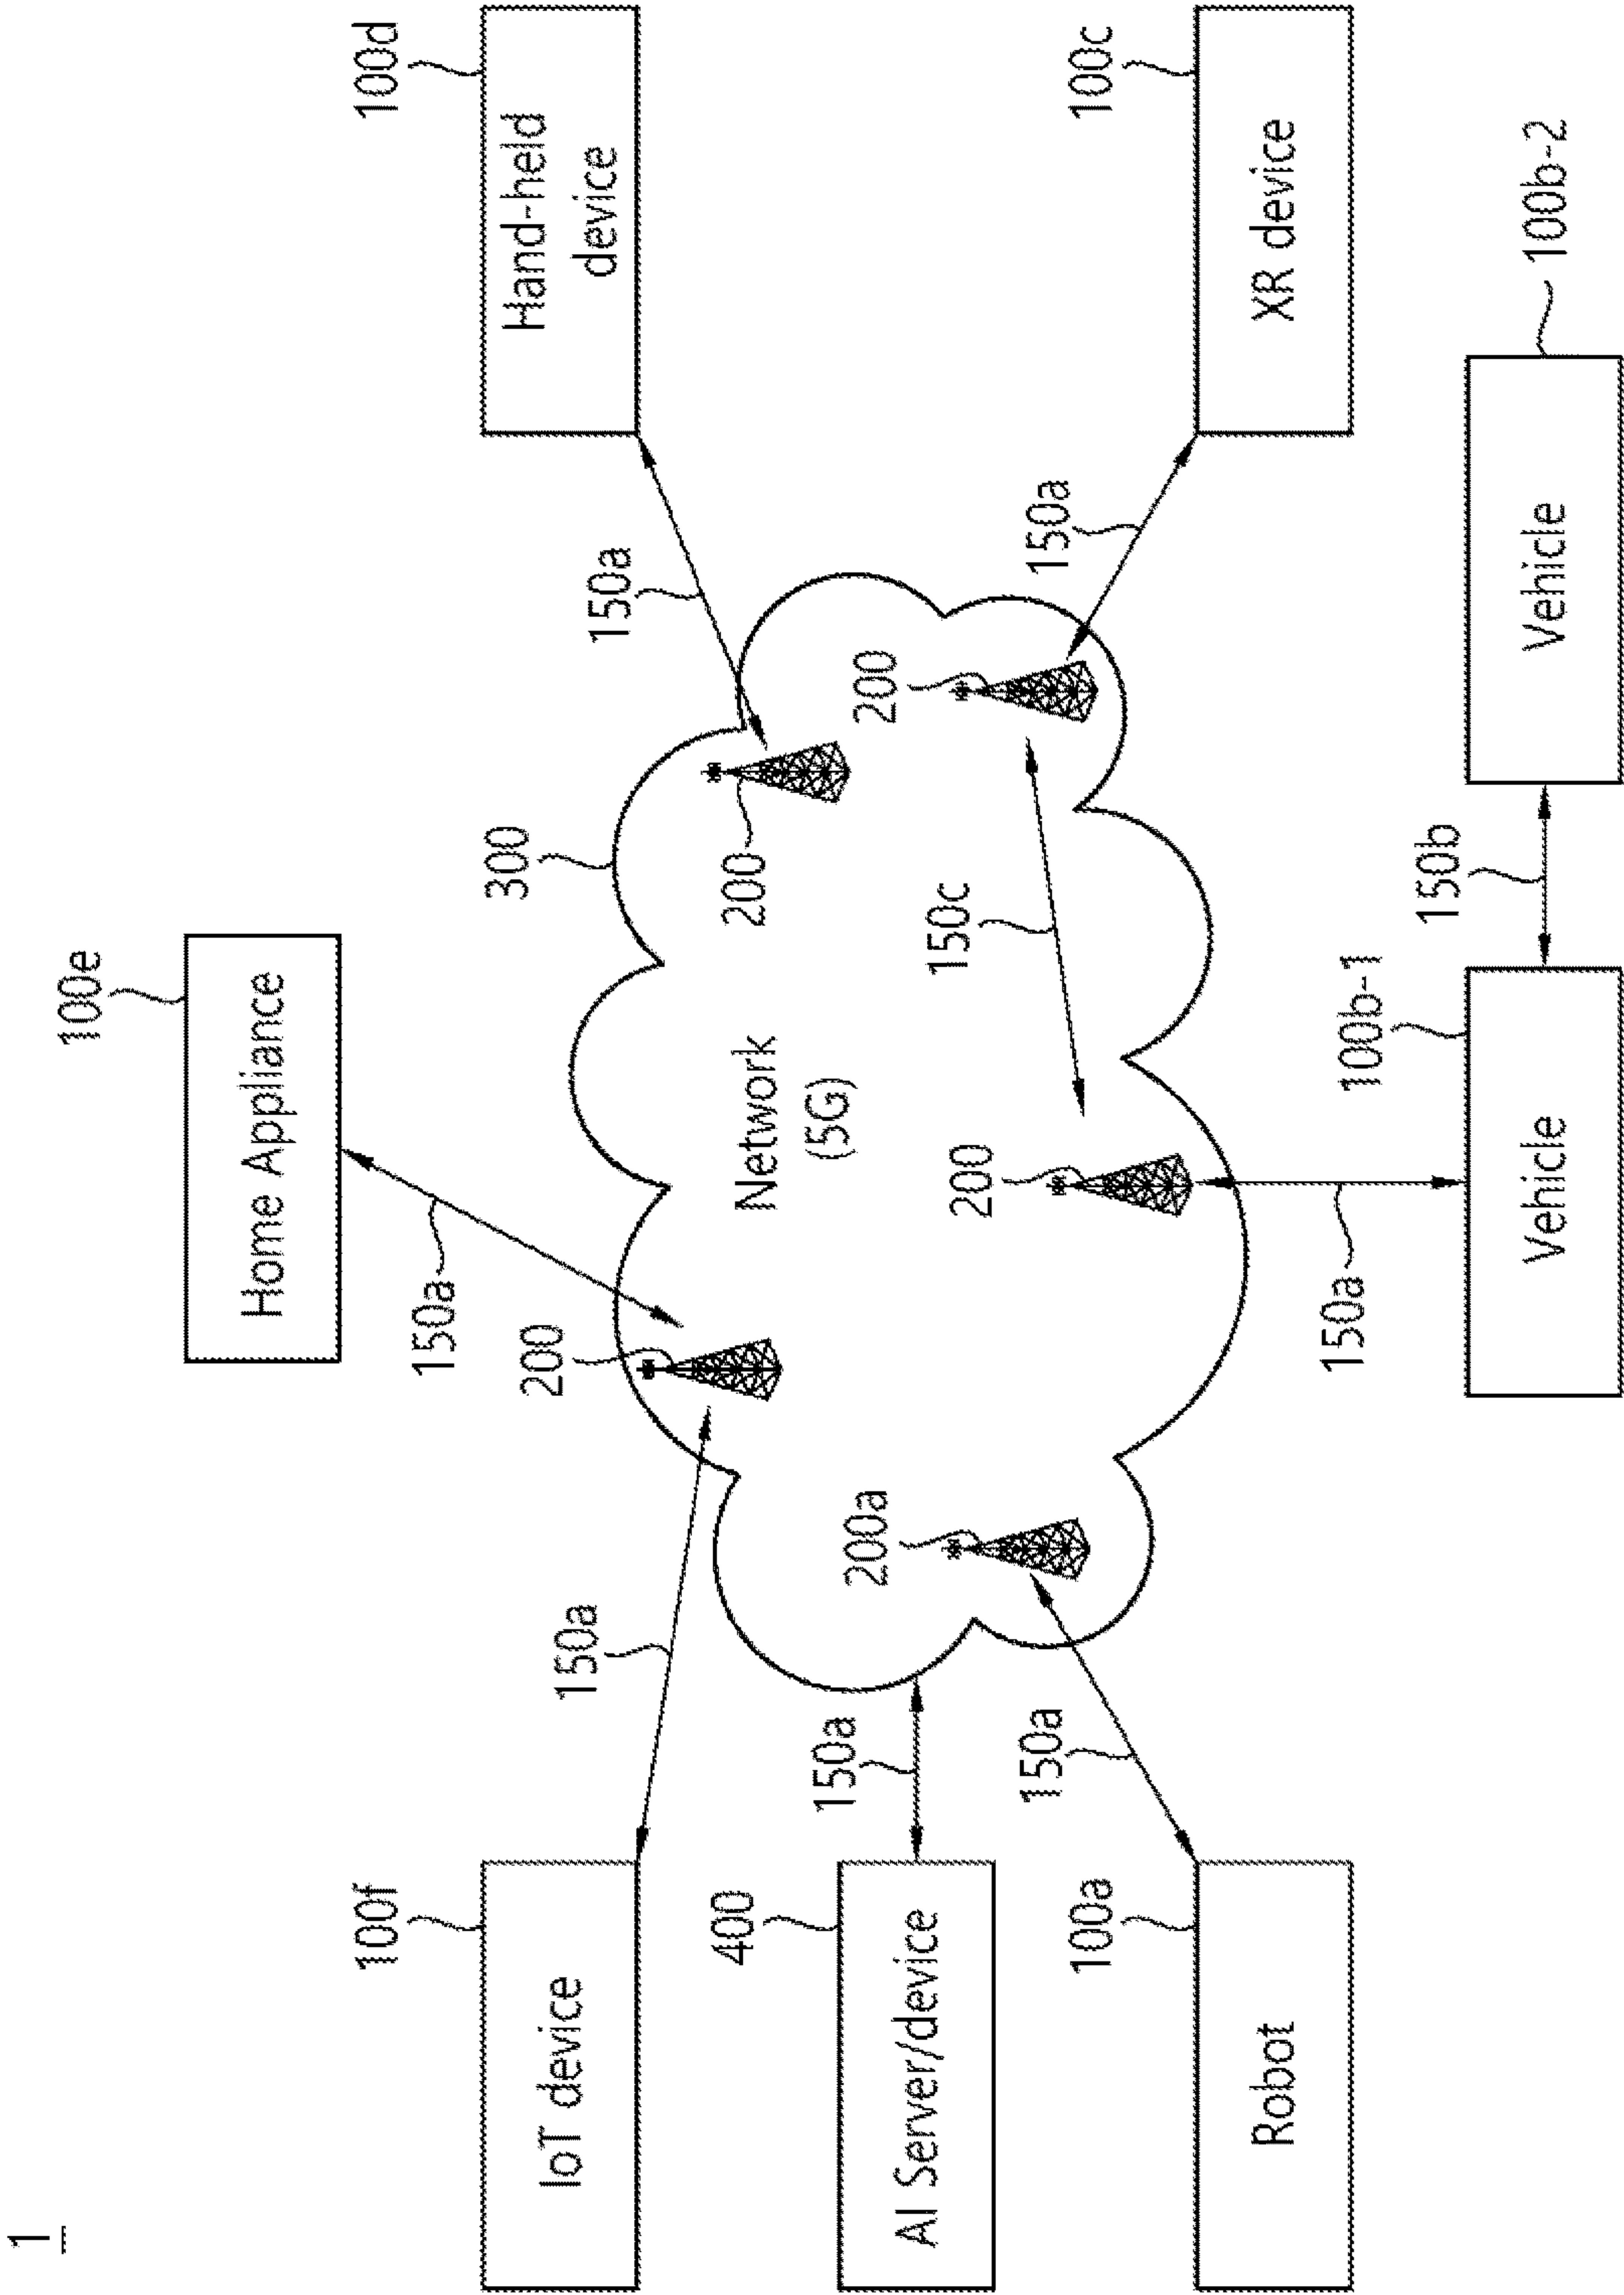 1
100e
Home Appliance
100f
IoT device
150a
150a
200
300
100d
Hand-held
device
150a
200
Network
(5G)
400
AI Server/device
150a
200a
200
150c
200
100a
Robot
150a
150a
100c
XR device
150a
100b-1
Vehicle
150b
Vehicle
100b-2